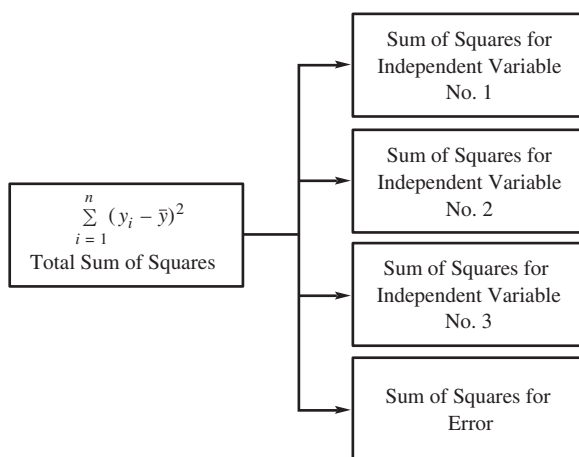 Sum of Squares for
Independent Variable
No. 1
Sum of Squares for
Independent Variable
No. 2
n
∑ (yᵢ – ȳ)²
i = 1
Total Sum of Squares
Sum of Squares for
Independent Variable
No. 3
Sum of Squares for
Error